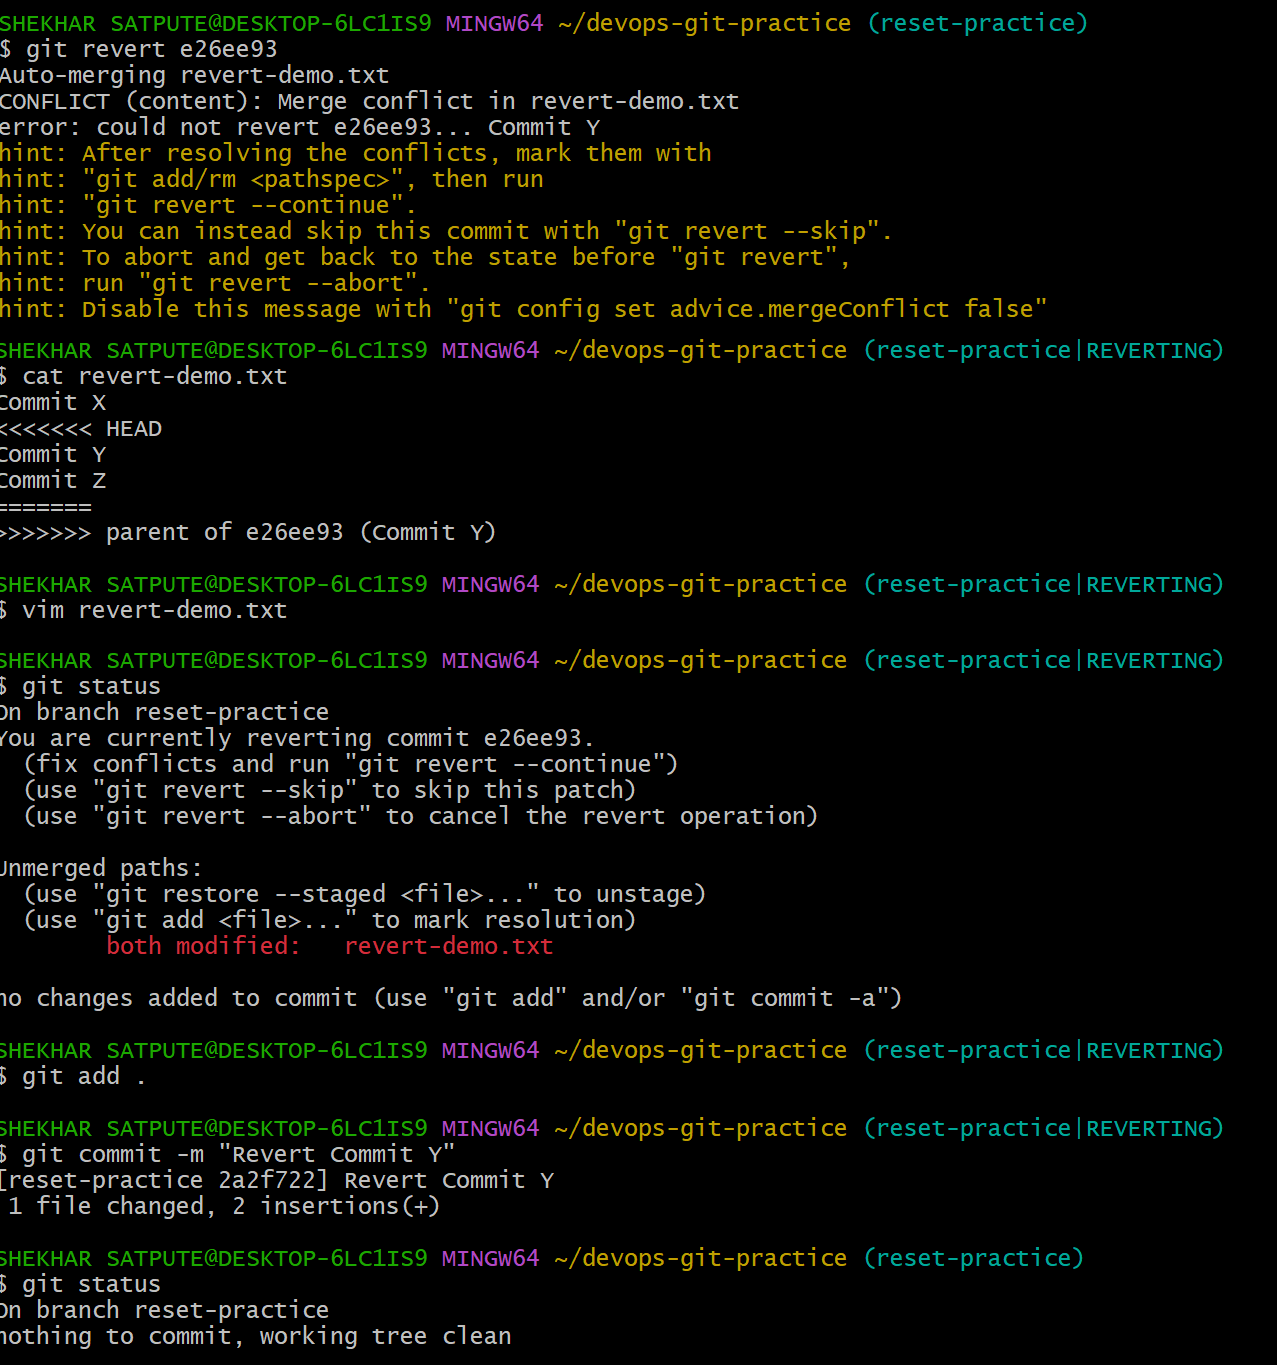 SHEKHAR SATPUTE@DESKTOP-6LC1IS9 MINGW64 ~/devops-git-practice (reset-practice)
$ git revert e26ee93
Auto-merging revert-demo.txt
CONFLICT (content): Merge conflict in revert-demo.txt
error: could not revert e26ee93... Commit Y
hint: After resolving the conflicts, mark them with
hint: "git add/rm <pathspec>", then run
hint: "git revert --continue".
hint: You can instead skip this commit with "git revert --skip".
hint: To abort and get back to the state before "git revert",
hint: run "git revert --abort".
hint: Disable this message with "git config set advice.mergeConflict false"
SHEKHAR SATPUTE@DESKTOP-6LC1IS9 MINGW64 ~/devops-git-practice (reset-practice|REVERTING)
$ cat revert-demo.txt
Commit X
<<<<<<< HEAD
Commit Y
Commit Z
=======
>>>>>>> parent of e26ee93 (Commit Y)
SHEKHAR SATPUTE@DESKTOP-6LC1IS9 MINGW64 ~/devops-git-practice (reset-practice|REVERTING)
$ vim revert-demo.txt
SHEKHAR SATPUTE@DESKTOP-6LC1IS9 MINGW64 ~/devops-git-practice (reset-practice|REVERTING)
$ git status
On branch reset-practice
You are currently reverting commit e26ee93.
  (fix conflicts and run "git revert --continue")
  (use "git revert --skip" to skip this patch)
  (use "git revert --abort" to cancel the revert operation)
Unmerged paths:
  (use "git restore --staged <file>..." to unstage)
  (use "git add <file>..." to mark resolution)
        both modified:   revert-demo.txt
no changes added to commit (use "git add" and/or "git commit -a")
SHEKHAR SATPUTE@DESKTOP-6LC1IS9 MINGW64 ~/devops-git-practice (reset-practice|REVERTING)
$ git add .
SHEKHAR SATPUTE@DESKTOP-6LC1IS9 MINGW64 ~/devops-git-practice (reset-practice|REVERTING)
$ git commit -m "Revert Commit Y"
[reset-practice 2a2f722] Revert Commit Y
 1 file changed, 2 insertions(+)
SHEKHAR SATPUTE@DESKTOP-6LC1IS9 MINGW64 ~/devops-git-practice (reset-practice)
$ git status
On branch reset-practice
nothing to commit, working tree clean